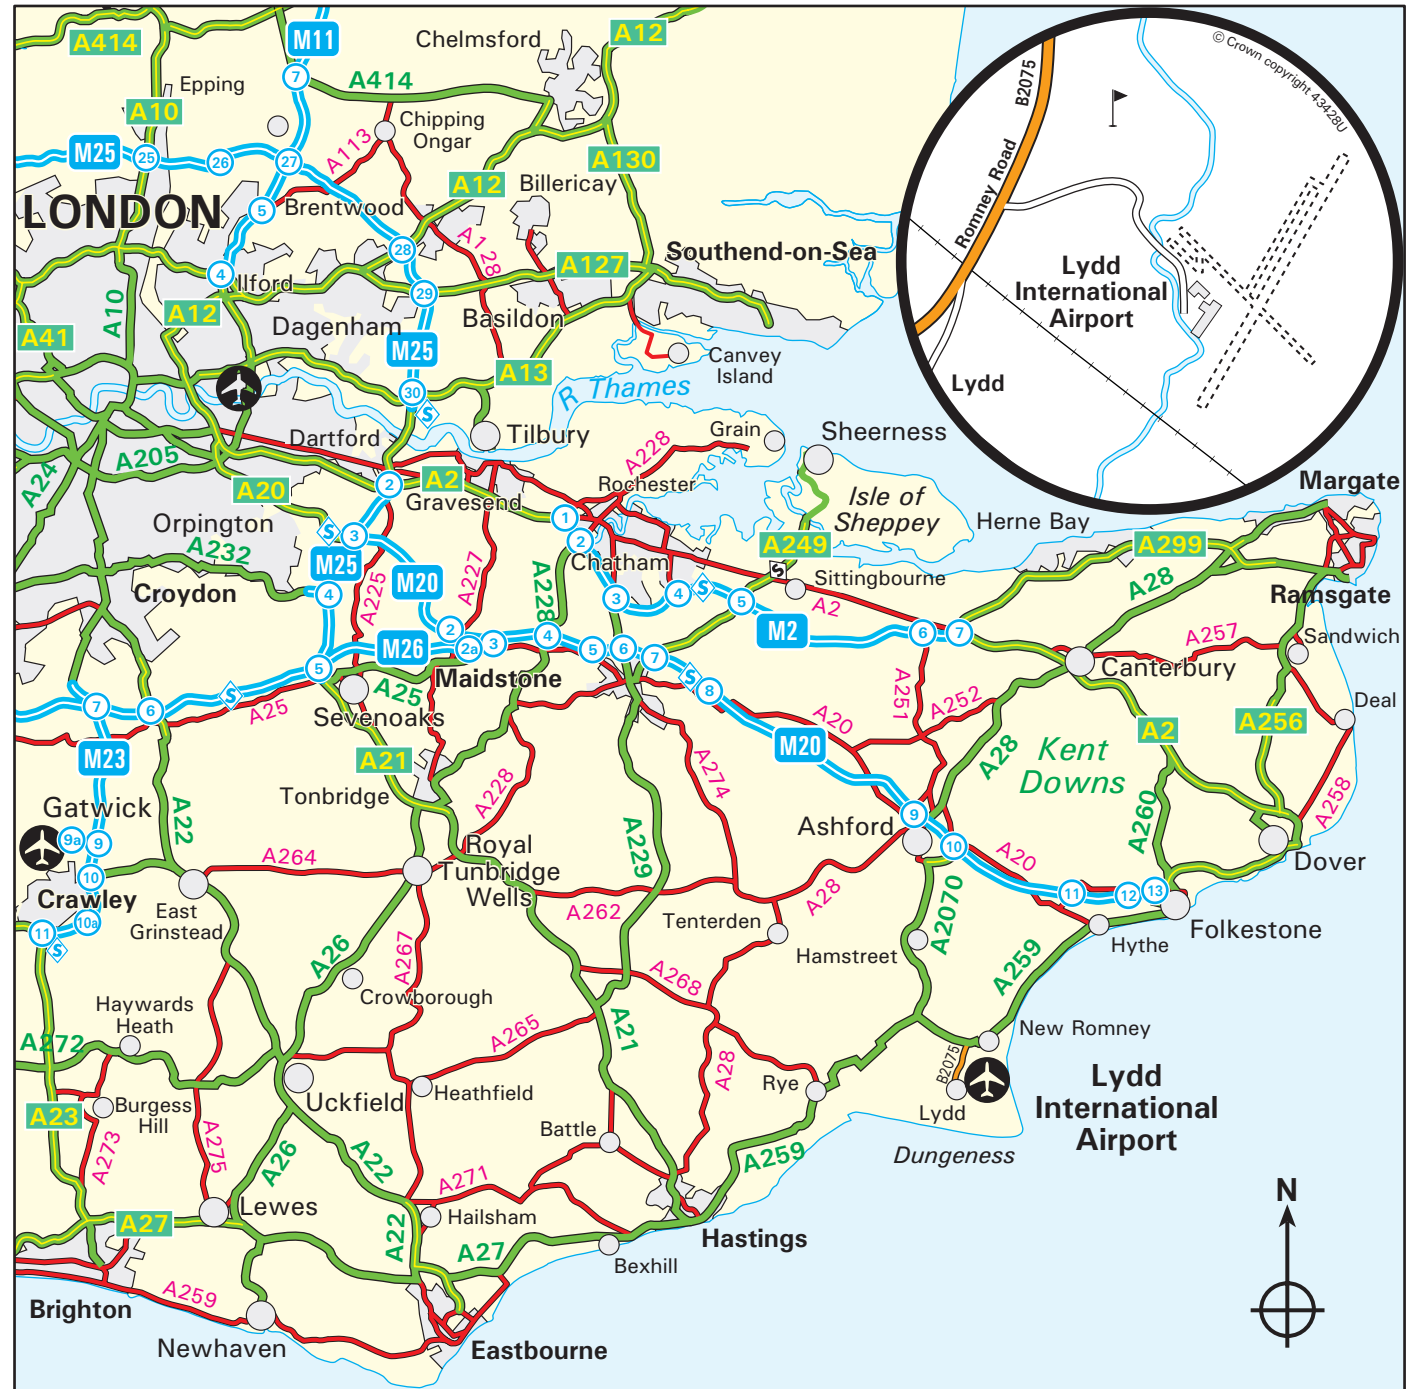 M11
A414
Chelmsford
A12
Epping
7
A414
A10
Chipping
Ongar
M25
25
26
27
A113
A130
A12
Billericay
LONDON
5
Brentwood
28
A128
Southend-on-Sea
4
Ilford
A127
29
A10
A12
Dagenham
Basildon
A41
M25
Canvey
Island
A13
30
S
R Thames
Dartford
Tilbury
Grain
Sheerness
A205
A24
A228
A20
2
A2
Gravesend
Rochester
Isle of
Sheppey
Herne Bay
Margate
Orpington
S
3
1
2
A249
A299
A232
M25
M20
A225
A227
A228
Chatham
S
Sittingbourne
A28
Croydon
4
3
4
S
5
A2
Ramsgate
M2
6
7
M26
2
2a
3
4
5
6
7
A257
Sandwich
5
Maidstone
S
8
Canterbury
A25
Sevenoaks
A25
S
7
6
A251
A252
Deal
A20
M20
A2
A256
M23
A21
A28
Kent
Downs
A274
Tonbridge
A228
Gatwick
A22
9a
9
A229
Ashford
9
10
A260
A258
Dover
Royal
Tunbridge
Wells
A264
10
Crawley
A20
11
12
13
11
10a
S
East
Grinstead
A262
A28
Tenterden
A2070
Folkestone
Hythe
A26
A267
Hamstreet
A259
Crowborough
A268
Haywards
Heath
A272
A265
A21
New Romney
A28
B2075
Rye
Lydd
Lydd
International
Airport
Uckfield
Heathfield
A23
Burgess
Hill
A273
A275
A26
A22
Battle
Dungeness
A259
A271
Lewes
A27
Hailsham
A22
A27
Hastings
Bexhill
A259
Brighton
Newhaven
Eastbourne
N
© Crown copyright 43428U
B2075
Romney Road
Lydd
International
Airport
Lydd